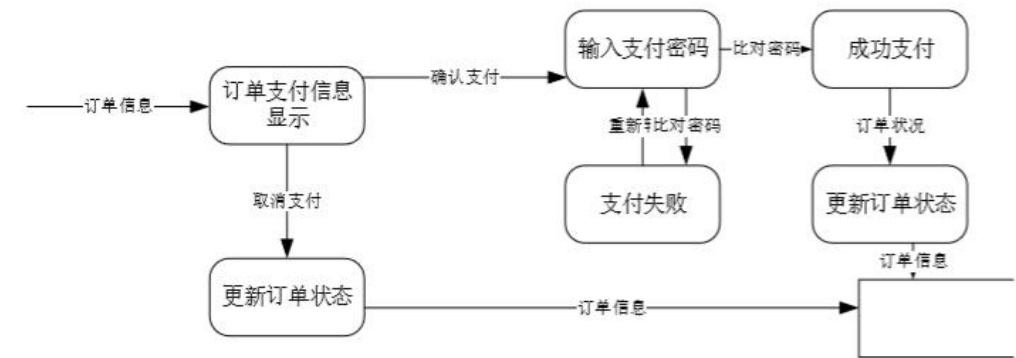 输入支付密码
比对密码
成功支付
确认支付
订单信息
订单支付信息
显示
重新
比对密码
订单状况
取消支付
支付失败
更新订单状态
订单信息
更新订单状态
订单信息